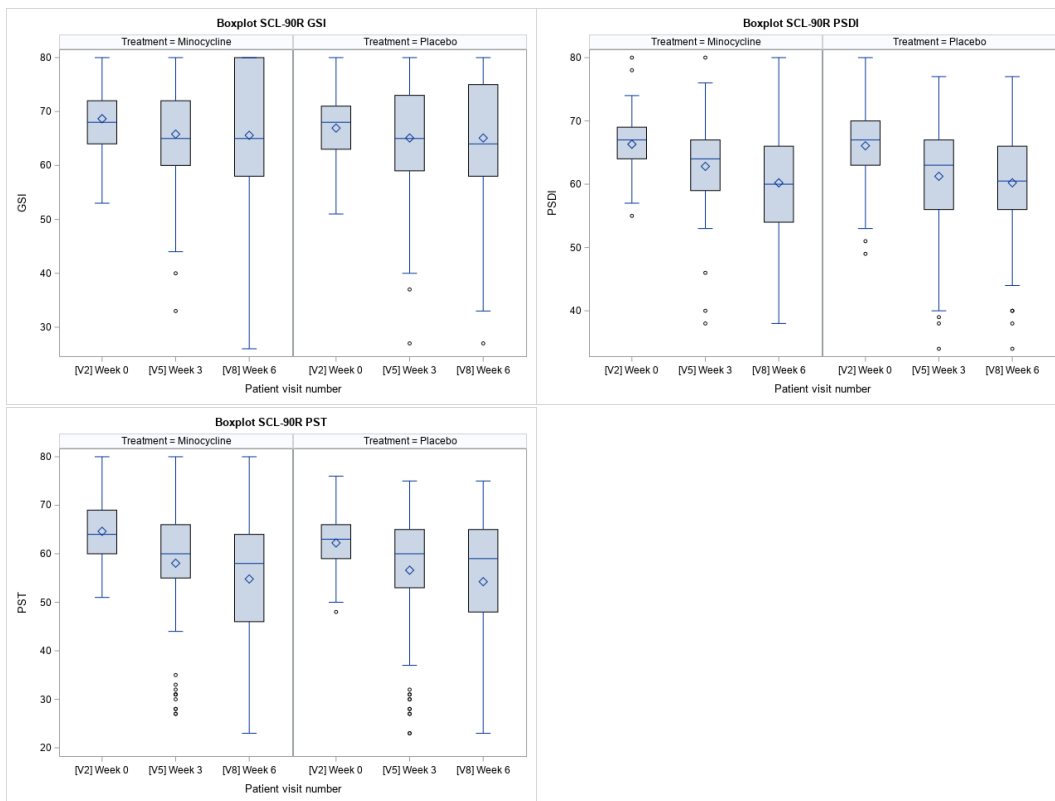 Boxplot SCL-90R GSI
Treatment = Minocycline Treatment = Placebo
80
70
60
50
40
30
GSI
[V2] Week 0 [V5] Week 3 [V8] Week 6 [V2] Week 0 [V5] Week 3 [V8] Week 6
Patient visit number
Boxplot SCL-90R PSDI
Treatment = Minocycline Treatment = Placebo
80
70
60
50
40
PSDI
[V2] Week 0 [V5] Week 3 [V8] Week 6 [V2] Week 0 [V5] Week 3 [V8] Week 6
Patient visit number
Boxplot SCL-90R PST
Treatment = Minocycline Treatment = Placebo
80
70
60
50
40
30
20
PST
[V2] Week 0 [V5] Week 3 [V8] Week 6 [V2] Week 0 [V5] Week 3 [V8] Week 6
Patient visit number